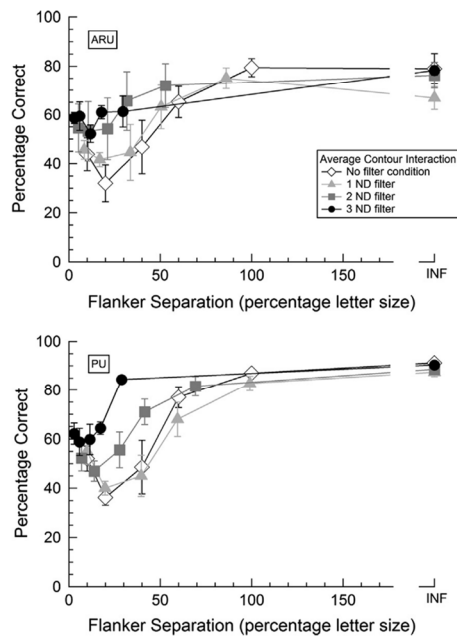 100
ARU
80
60
40
20
0
Percentage Correct
Average Contour Interaction
No filter condition
1 ND filter
2 ND filter
3 ND filter
0 50 100 150 INF
Flanker Separation (percentage letter size)
100
PU
80
60
40
20
0
Percentage Correct
0 50 100 150 INF
Flanker Separation (percentage letter size)